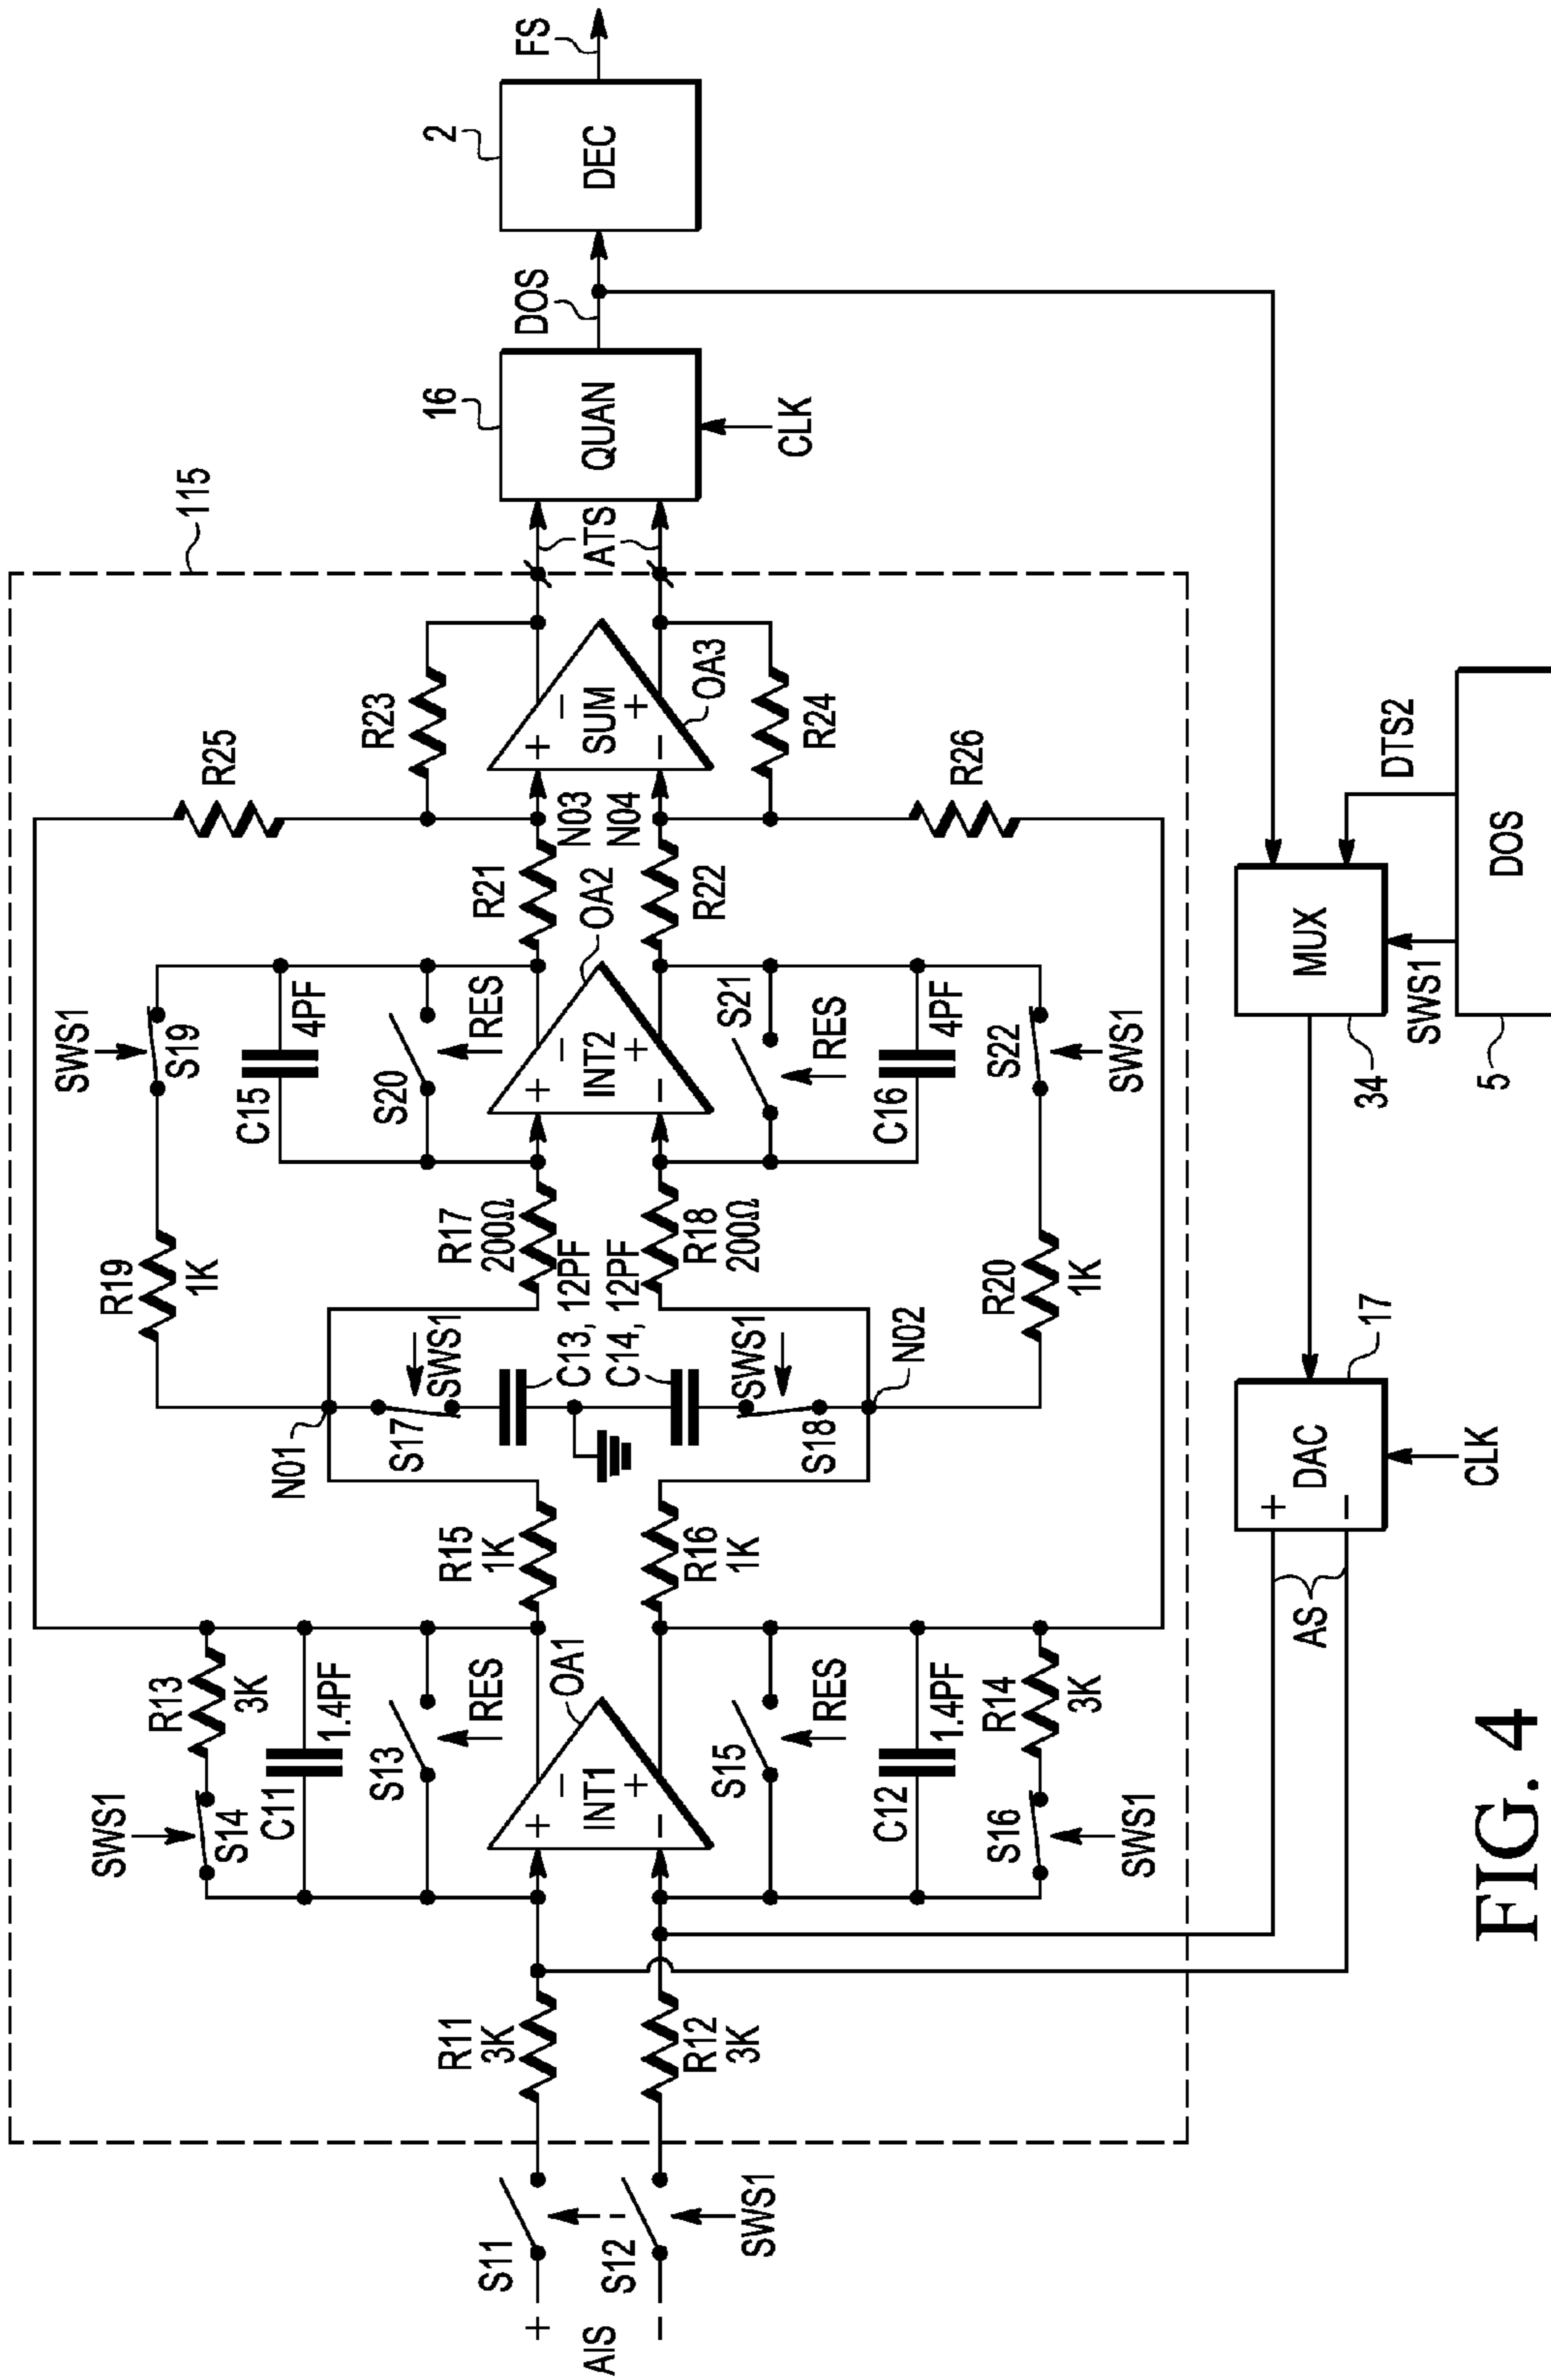 115
R25
R26
SWS1
S14
R13
3K
C11
1.4PF
S13
RES
OA1
+ −
INT1
− +
S15
RES
C12
1.4PF
S16
R14
3K
SWS1
+
AIS
−
S11
S12
SWS1
R11
3K
R12
3K
R15
1K
R16
1K
N01
S17
SWS1
C13, 12PF
C14, 12PF
SWS1
S18
N02
R19
1K
R17
200Ω
R18
200Ω
R20
1K
SWS1
S19
C15
4PF
S20
RES
OA2
+ −
INT2
− +
S21
RES
C16
4PF
S22
SWS1
R21
R22
N03
N04
R23
+ −
SUM
− +
OA3
R24
ATS
16
QUAN
CLK
DOS
2
DEC
FS
AS
+
DAC
−
17
CLK
MUX
34
DTS2
SWS1
DOS
5
FIG. 4